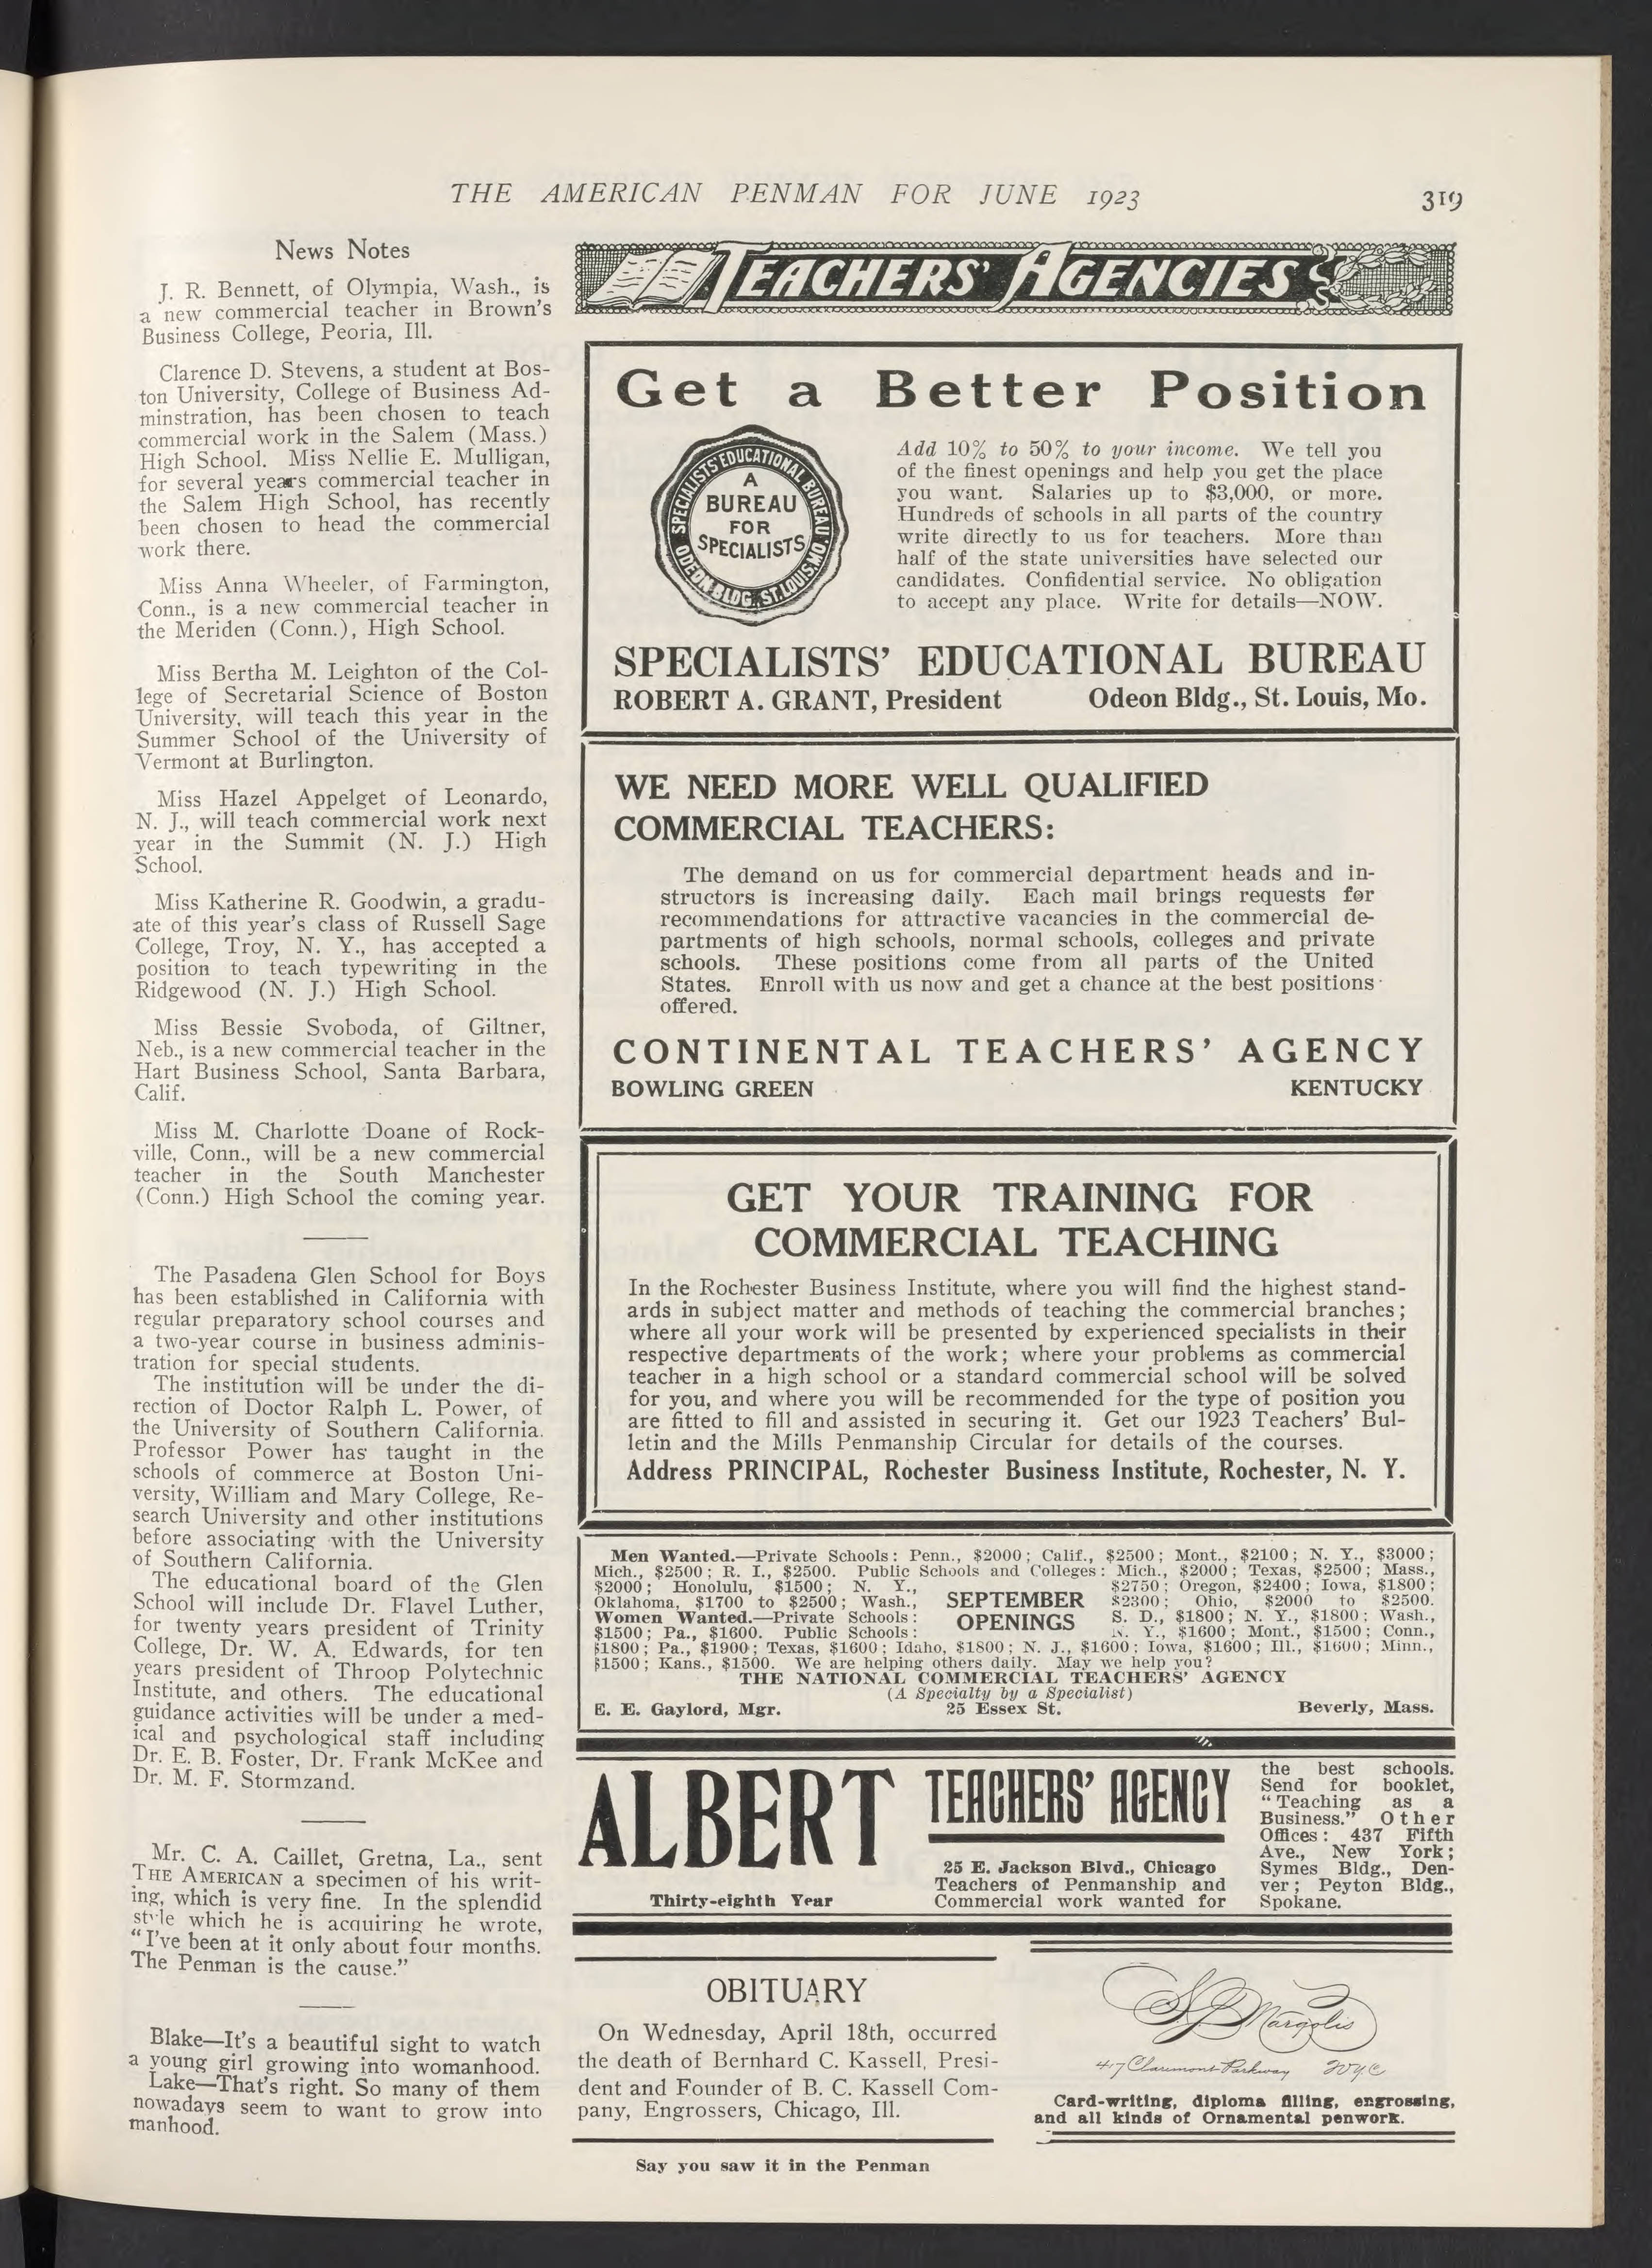 THE AMERICAN PENMAN FOR JUNE 1923
319
News Notes
J. R. Bennett, of Olympia, Wash., is
a new commercial teacher in Brown's
Business College, Peoria, Ill.
Clarence D. Stevens, a student at Bos-
ton University, College of Business Ad-
minstration, has been chosen to teach
commercial work in the Salem (Mass.)
High School. Miss Nellie E. Mulligan,
for several years commercial teacher in
the Salem High School, has recently
been chosen to head the commercial
work there.
Miss Anna Wheeler, of Farmington,
Conn., is a new commercial teacher in
the Meriden (Conn.), High School.
Miss Bertha M. Leighton of the Col-
lege of Secretarial Science of Boston
University, will teach this year in the
Summer School of the University of
Vermont at Burlington.
Miss Hazel Appelget of Leonardo,
N. J., will teach commercial work next
year in the Summit (N. J.) High
School.
Miss Katherine R. Goodwin, a gradu-
ate of this year's class of Russell Sage
College, Troy, N. Y., has accepted a
position to teach typewriting in the
Ridgewood (N. J.) High School.
Miss Bessie Svoboda, of Giltner,
Neb., is a new commercial teacher in the
Hart Business School, Santa Barbara,
Calif.
Miss M. Charlotte Doane of Rock-
ville, Conn., will be a new commercial
teacher in the South Manchester
(Conn.) High School the coming year.
The Pasadena Glen School for Boys
has been established in California with
regular preparatory school courses and
a two-year course in business adminis-
tration for special students.
The institution will be under the di-
rection of Doctor Ralph L. Power, of
the University of Southern California.
Professor Power has taught in the
schools of commerce at Boston Uni-
versity, William and Mary College, Re-
search University and other institutions
before associating with the University
of Southern California.
The educational board of the Glen
School will include Dr. Flavel Luther,
for twenty years president of Trinity
College, Dr. W. A. Edwards, for ten
years president of Throop Polytechnic
Institute, and others. The educational
guidance activities will be under a med-
ical and psychological staff including
Dr. E. B. Foster, Dr. Frank McKee and
Dr. M. F. Stormzand.
Mr. C. A. Caillet, Gretna, La., sent
THE AMERICAN a specimen of his writ-
ing, which is very fine. In the splendid
style which he is acquiring he wrote,
"I've been at it only about four months.
The Penman is the cause."
Blake—It's a beautiful sight to watch
a young girl growing into womanhood.
Lake—That's right. So many of them
nowadays seem to want to grow into
manhood.
TEACHERS' AGENCIES
Get a Better Position
SPECIALISTS' EDUCATIONAL BUREAU
ODEON BLDG. ST. LOUIS, MO.
A
BUREAU
FOR
SPECIALISTS
Add 10% to 50% to your income. We tell you
of the finest openings and help you get the place
you want. Salaries up to $3,000, or more.
Hundreds of schools in all parts of the country
write directly to us for teachers. More than
half of the state universities have selected our
candidates. Confidential service. No obligation
to accept any place. Write for details—NOW.
SPECIALISTS' EDUCATIONAL BUREAU
ROBERT A. GRANT, President Odeon Bldg., St. Louis, Mo.
WE NEED MORE WELL QUALIFIED
COMMERCIAL TEACHERS:
The demand on us for commercial department heads and in-
structors is increasing daily. Each mail brings requests for
recommendations for attractive vacancies in the commercial de-
partments of high schools, normal schools, colleges and private
schools. These positions come from all parts of the United
States. Enroll with us now and get a chance at the best positions
offered.
CONTINENTAL TEACHERS' AGENCY
BOWLING GREEN KENTUCKY
GET YOUR TRAINING FOR
COMMERCIAL TEACHING
In the Rochester Business Institute, where you will find the highest stand-
ards in subject matter and methods of teaching the commercial branches;
where all your work will be presented by experienced specialists in their
respective departments of the work; where your problems as commercial
teacher in a high school or a standard commercial school will be solved
for you, and where you will be recommended for the type of position you
are fitted to fill and assisted in securing it. Get our 1923 Teachers' Bul-
letin and the Mills Penmanship Circular for details of the courses.
Address PRINCIPAL, Rochester Business Institute, Rochester, N. Y.
Men Wanted.—Private Schools: Penn., $2000; Calif., $2500; Mont., $2100; N. Y., $3000;
Mich., $2500; R. I., $2500. Public Schools and Colleges: Mich., $2000; Texas, $2500; Mass.,
$2000; Honolulu, $1500; N. Y., $2750; Oregon, $2400; Iowa, $1800;
Oklahoma, $1700 to $2500; Wash., $2300; Ohio, $2000 to $2500.
SEPTEMBER
OPENINGS
Women Wanted.—Private Schools: S. D., $1800; N. Y., $1800; Wash.,
$1500; Pa., $1600. Public Schools: N. Y., $1600; Mont., $1500; Conn.,
$1800; Pa., $1900; Texas, $1600; Idaho, $1800; N. J., $1600; Iowa, $1600; Ill., $1600; Minn.,
$1500; Kans., $1500. We are helping others daily. May we help you?
THE NATIONAL COMMERCIAL TEACHERS' AGENCY
(A Specialty by a Specialist)
E. E. Gaylord, Mgr. 25 Essex St. Beverly, Mass.
ALBERT
Thirty-eighth Year
TEACHERS' AGENCY
25 E. Jackson Blvd., Chicago
Teachers of Penmanship and
Commercial work wanted for
the best schools.
Send for booklet,
"Teaching as a
Business." Other
Offices: 437 Fifth
Ave., New York;
Symes Bldg., Den-
ver; Peyton Bldg.,
Spokane.
OBITUARY
On Wednesday, April 18th, occurred
the death of Bernhard C. Kassell, Presi-
dent and Founder of B. C. Kassell Com-
pany, Engrossers, Chicago, Ill.
Margolis
417 Claremont Parkway NYC
Card-writing, diploma filling, engrossing,
and all kinds of Ornamental penwork.
Say you saw it in the Penman